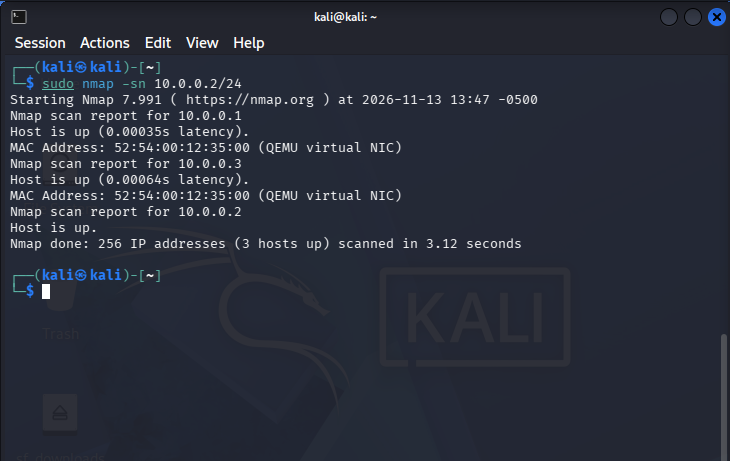 kali@kali: ~
Session Actions Edit View Help
┌──(kali㉿kali)-[~]
└─$ sudo nmap -sn 10.0.0.2/24
Starting Nmap 7.991 ( https://nmap.org ) at 2026-11-13 13:47 -0500
Nmap scan report for 10.0.0.1
Host is up (0.00035s latency).
MAC Address: 52:54:00:12:35:00 (QEMU virtual NIC)
Nmap scan report for 10.0.0.3
Host is up (0.00064s latency).
MAC Address: 52:54:00:12:35:00 (QEMU virtual NIC)
Nmap scan report for 10.0.0.2
Host is up.
Nmap done: 256 IP addresses (3 hosts up) scanned in 3.12 seconds
┌──(kali㉿kali)-[~]
└─$
KALI
Trash
sf_downloads